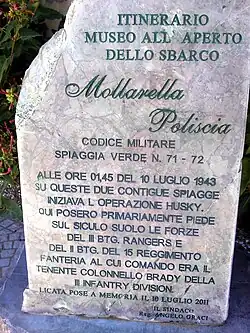 ITINERARIO
MUSEO ALL' APERTO
DELLO SBARCO
Mollarella
Poliscia
CODICE MILITARE
SPIAGGIA VERDE N. 71 - 72
ALLE ORE 01,45 DEL 10 LUGLIO 1943
SU QUESTE DUE CONTIGUE SPIAGGE
INIZIAVA L' OPERAZIONE HUSKY.
QUI POSERO PRIMARIAMENTE PIEDE
SUL SICULO SUOLO LE FORZE
DEL III BTG. RANGERS E
DEL II BTG. DEL 15 REGGIMENTO
FANTERIA AL CUI COMANDO ERA IL
TENENTE COLONNELLO BRADY DELLA
III INFANTRY DIVISION
LICATA POSE A MEMORIA IL 10 LUGLIO 2011
IL SINDACO
Rag. ANGELO GRACI